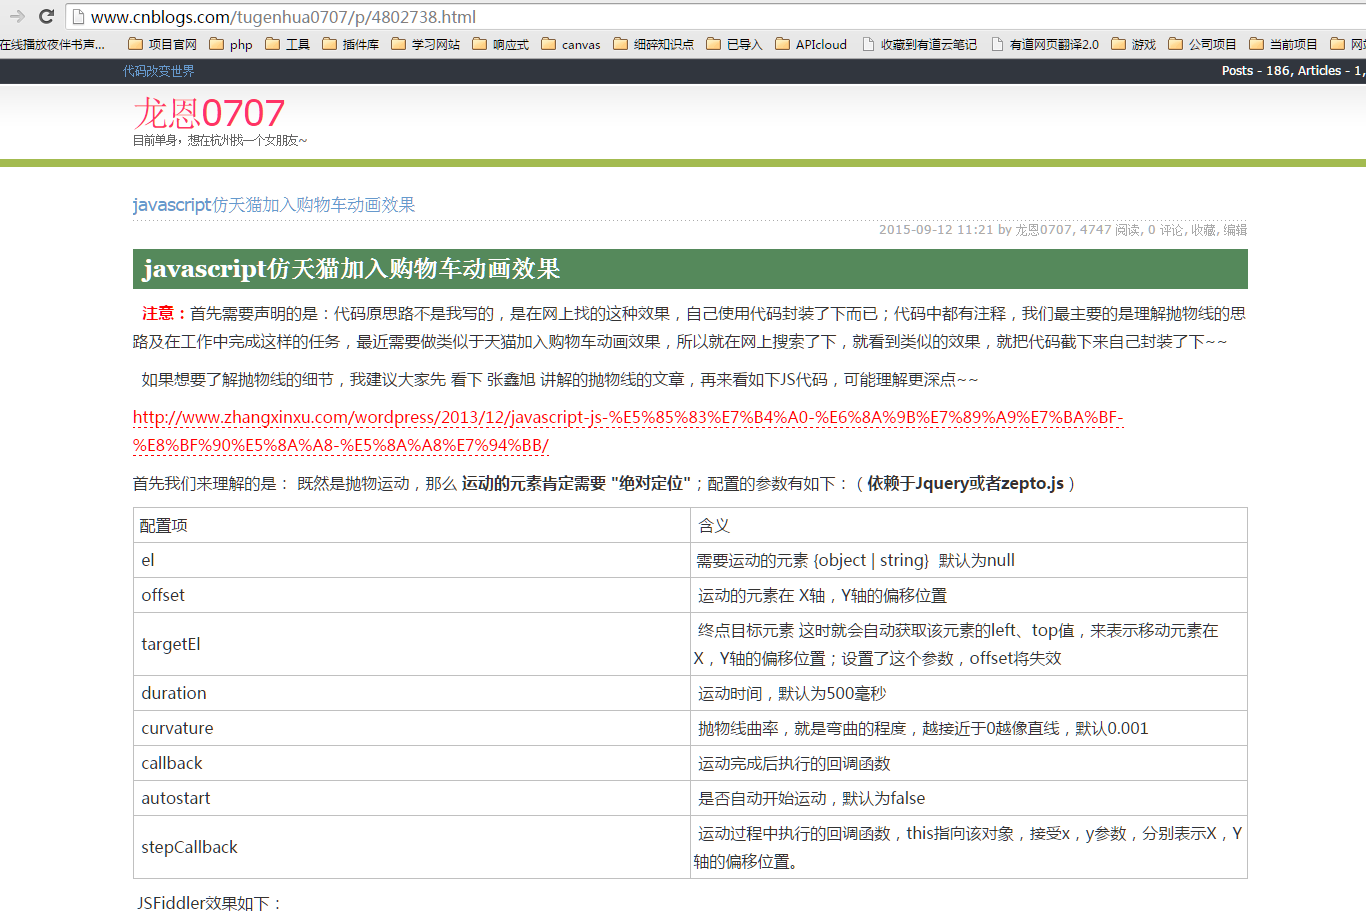 www.cnblogs.com/tugenhua0707/p/4802738.html
在线播放夜伴书声... 项目官网 php 工具 插件库 学习网站 响应式 canvas 细碎知识点 已导入 APIcloud 收藏到有道云笔记 有道网页翻译2.0 游戏 公司项目 当前项目 网站
代码改变世界 Posts - 186, Articles - 1,
龙恩0707
目前单身，想在杭州找一个女朋友~
javascript仿天猫加入购物车动画效果
2015-09-12 11:21 by 龙恩0707, 4747 阅读, 0 评论, 收藏, 编辑
javascript仿天猫加入购物车动画效果
注意：首先需要声明的是：代码原思路不是我写的，是在网上找的这种效果，自己使用代码封装了下而已；代码中都有注释，我们最主要的是理解抛物线的思
路及在工作中完成这样的任务，最近需要做类似于天猫加入购物车动画效果，所以就在网上搜索了下，就看到类似的效果，就把代码截下来自己封装了下~~
如果想要了解抛物线的细节，我建议大家先 看下 张鑫旭 讲解的抛物线的文章，再来看如下JS代码，可能理解更深点~~
http://www.zhangxinxu.com/wordpress/2013/12/javascript-js-%E5%85%83%E7%B4%A0-%E6%8A%9B%E7%89%A9%E7%BA%BF-
%E8%BF%90%E5%8A%A8-%E5%8A%A8%E7%94%BB/
首先我们来理解的是： 既然是抛物运动，那么 运动的元素肯定需要 "绝对定位"；配置的参数有如下：（依赖于Jquery或者zepto.js）
配置项 含义
el 需要运动的元素 {object | string} 默认为null
offset 运动的元素在 X轴，Y轴的偏移位置
targetEl 终点目标元素 这时就会自动获取该元素的left、top值，来表示移动元素在
X，Y轴的偏移位置；设置了这个参数，offset将失效
duration 运动时间，默认为500毫秒
curvature 抛物线曲率，就是弯曲的程度，越接近于0越像直线，默认0.001
callback 运动完成后执行的回调函数
autostart 是否自动开始运动，默认为false
stepCallback 运动过程中执行的回调函数，this指向该对象，接受x，y参数，分别表示X，Y
轴的偏移位置。
JSFiddler效果如下：